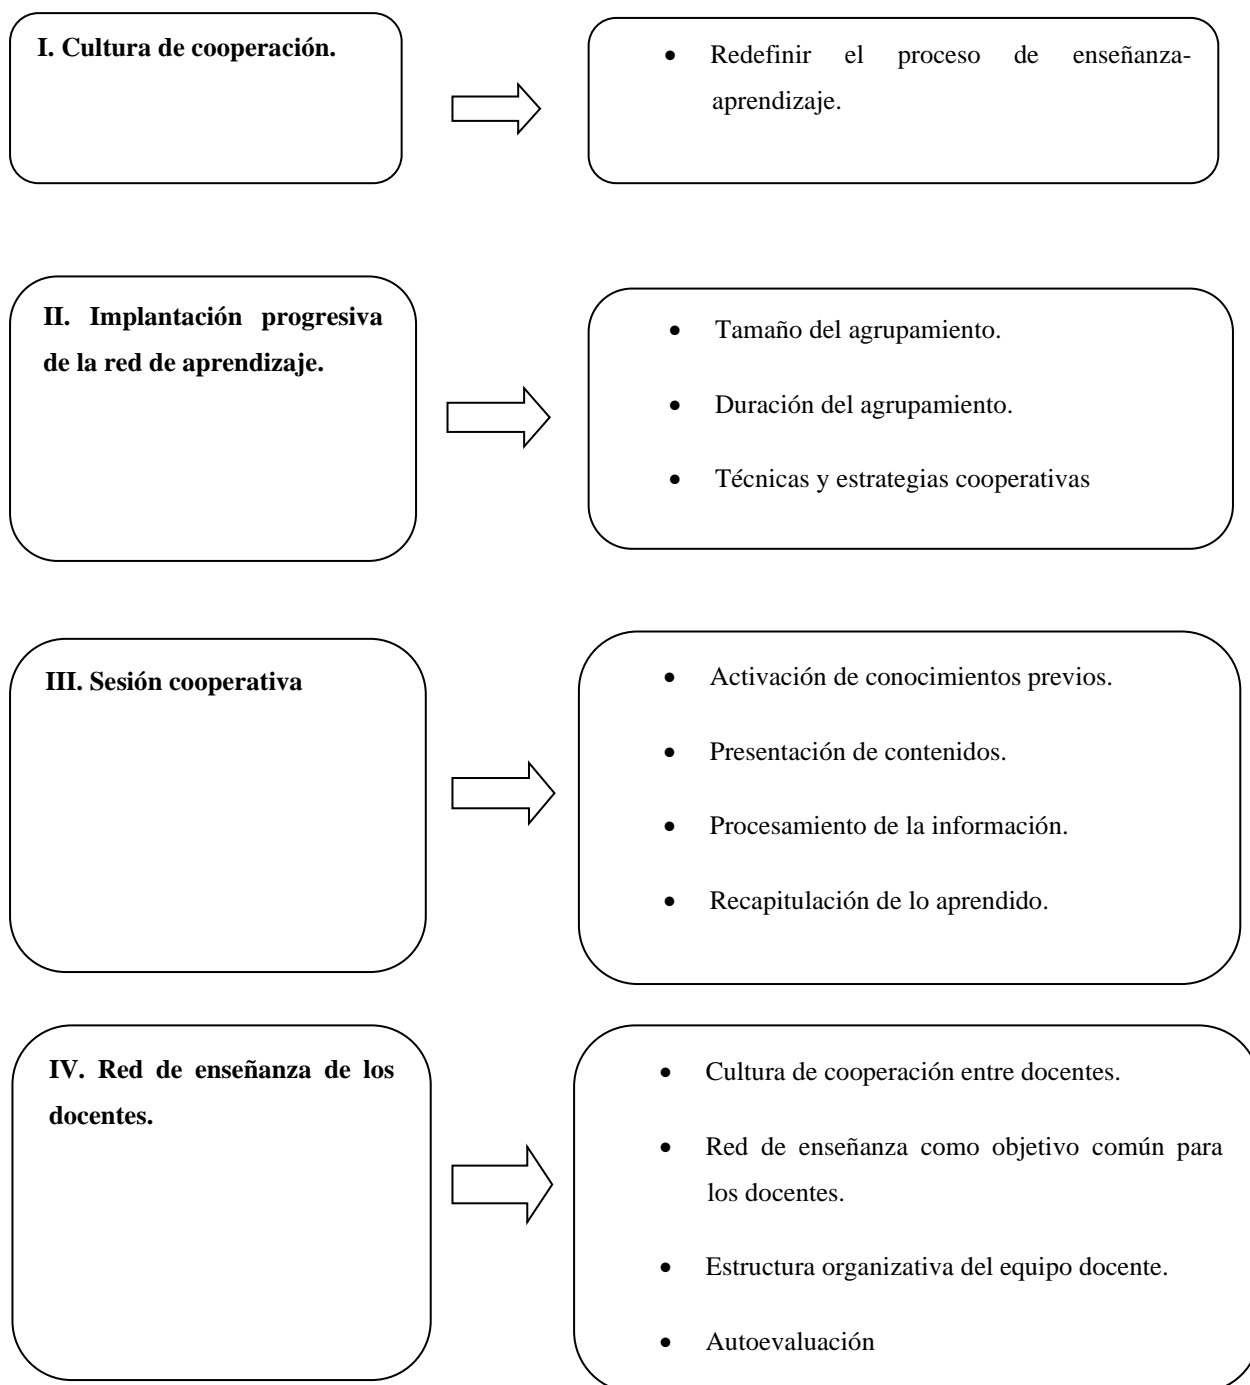 I. Cultura de cooperación.
• Redefinir el proceso de enseñanza-
aprendizaje.
II. Implantación progresiva
de la red de aprendizaje.
• Tamaño del agrupamiento.
• Duración del agrupamiento.
• Técnicas y estrategias cooperativas
III. Sesión cooperativa
• Activación de conocimientos previos.
• Presentación de contenidos.
• Procesamiento de la información.
• Recapitulación de lo aprendido.
IV. Red de enseñanza de los
docentes.
• Cultura de cooperación entre docentes.
• Red de enseñanza como objetivo común para
los docentes.
• Estructura organizativa del equipo docente.
• Autoevaluación